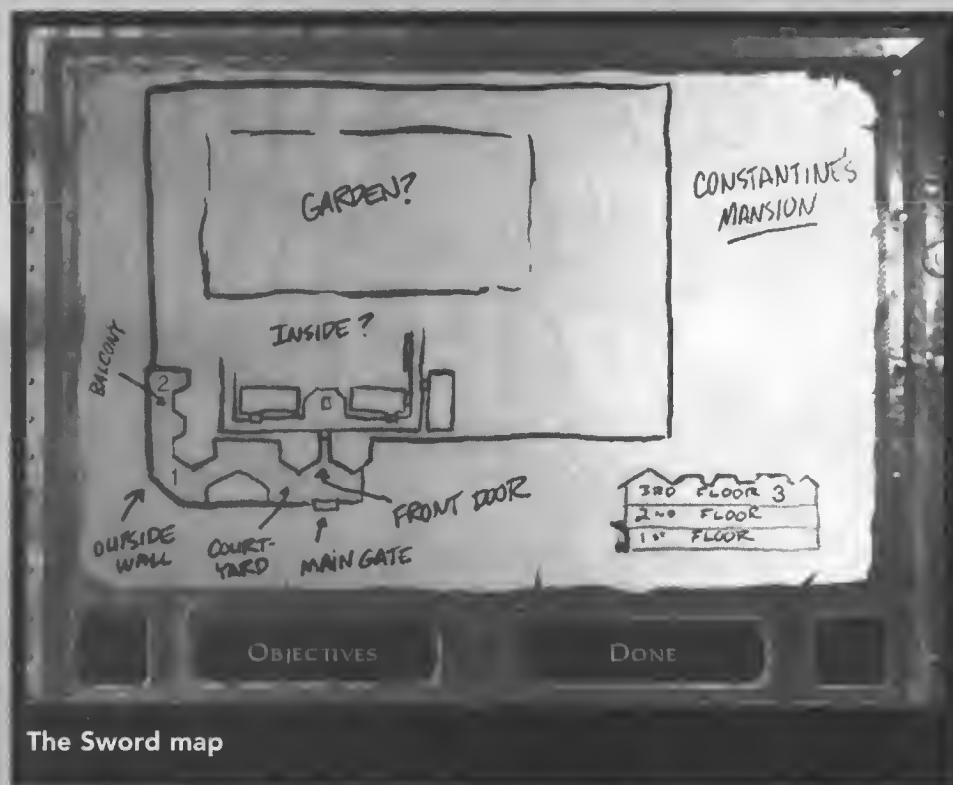 GARDEN?
CONSTANTINE'S
MANSION
INSIDE?
BALCONY
2
1
OUTSIDE
WALL
COURT-
YARD
MAIN GATE
FRONT DOOR
3RD FLOOR 3
2ND FLOOR
1ST FLOOR
OBJECTIVES
DONE
The Sword map